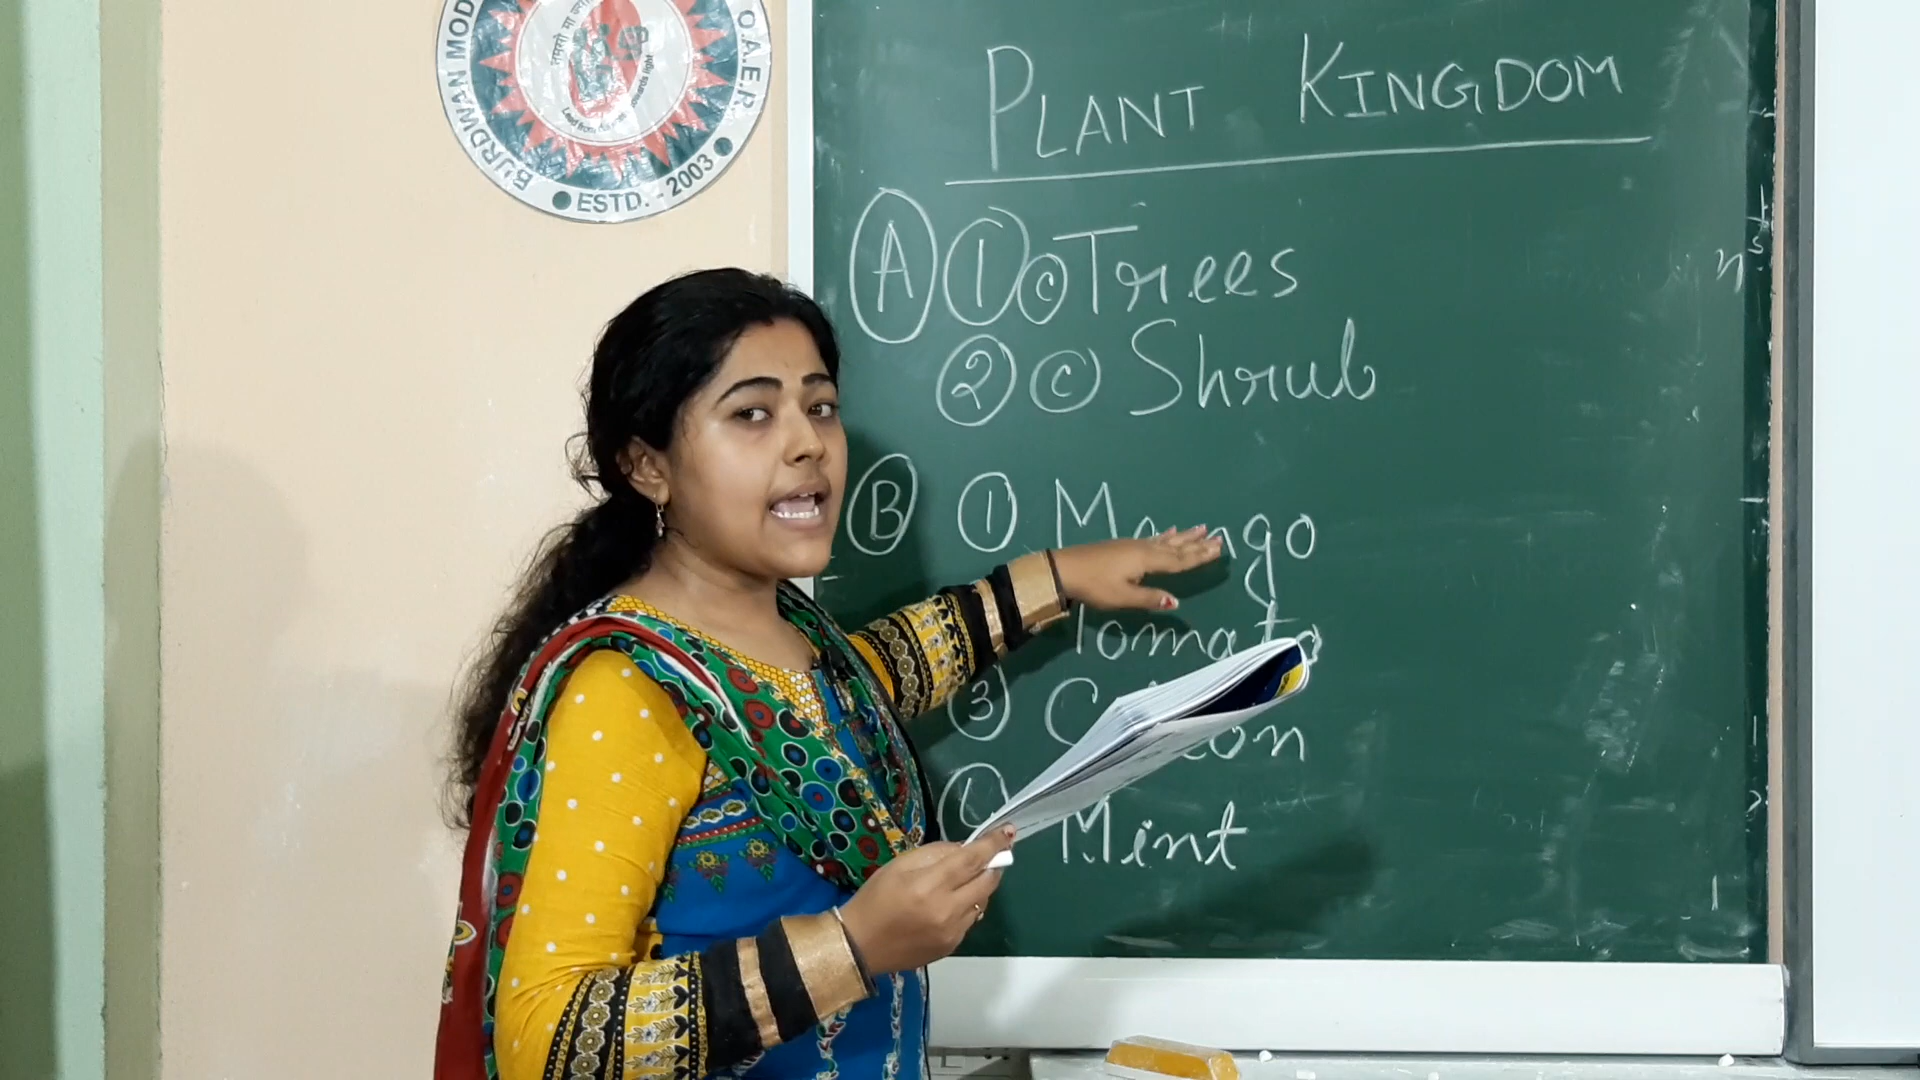 BURDWAN MOD
O.A.E.R
ESTD. - 2003
PLANT KINGDOM
A 1 c Trees
2 c Shrub
B 1 Mango
Tomato
3
Mint